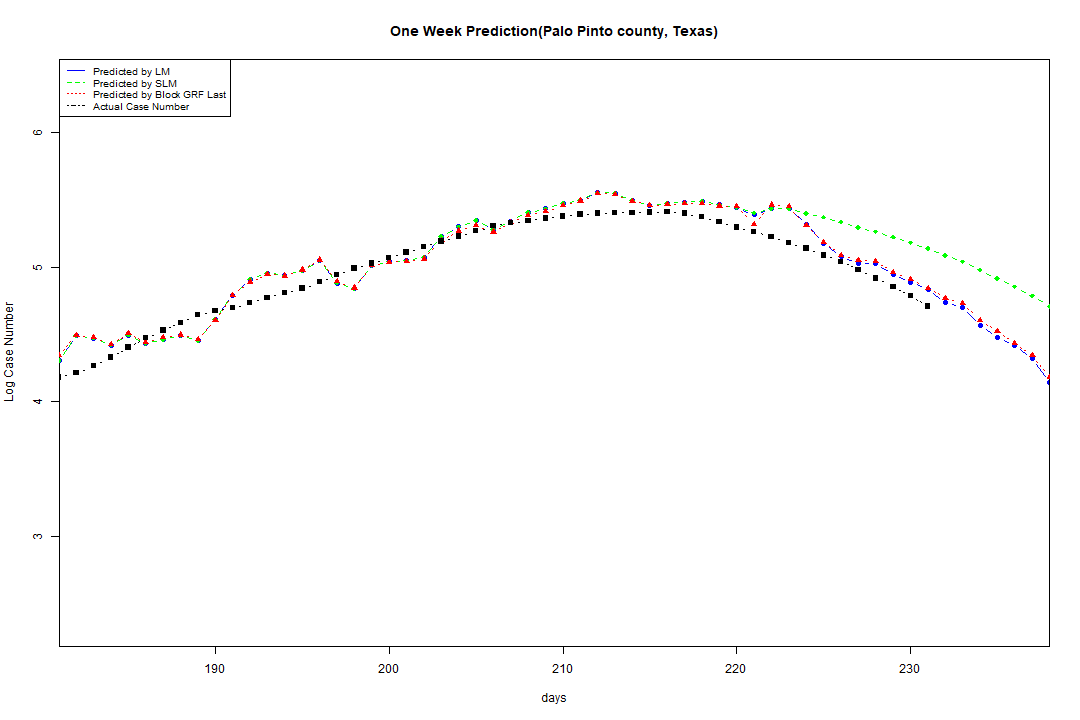 One Week Prediction(Palo Pinto county, Texas)
Predicted by LM
Predicted by SLM
Predicted by Block GRF Last
Actual Case Number
6
5
4
3
Log Case Number
190
200
210
220
230
days